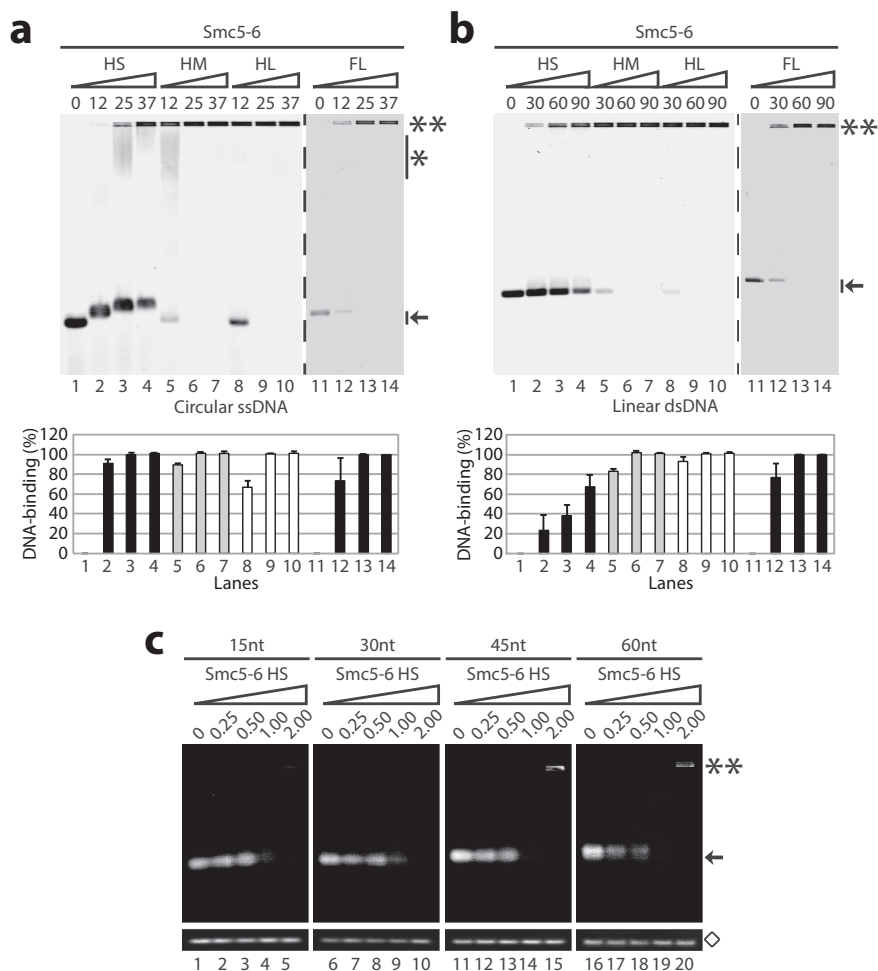 a
Smc5-6
HS HM HL FL
0 12 25 37 12 25 37 12 25 37 0 12 25 37
**
*
1 2 3 4 5 6 7 8 9 10 11 12 13 14
Circular ssDNA
DNA-binding (%)
120
100
80
60
40
20
0
1 2 3 4 5 6 7 8 9 10 11 12 13 14
Lanes
b
Smc5-6
HS HM HL FL
0 30 60 90 30 60 90 30 60 90 0 30 60 90
**
1 2 3 4 5 6 7 8 9 10 11 12 13 14
Linear dsDNA
DNA-binding (%)
120
100
80
60
40
20
0
1 2 3 4 5 6 7 8 9 10 11 12 13 14
Lanes
c
15nt 30nt 45nt 60nt
Smc5-6 HS Smc5-6 HS Smc5-6 HS Smc5-6 HS
0 0.25 0.50 1.00 2.00 0 0.25 0.50 1.00 2.00 0 0.25 0.50 1.00 2.00 0 0.25 0.50 1.00 2.00
**
1 2 3 4 5 6 7 8 9 10 11 12 13 14 15 16 17 18 19 20